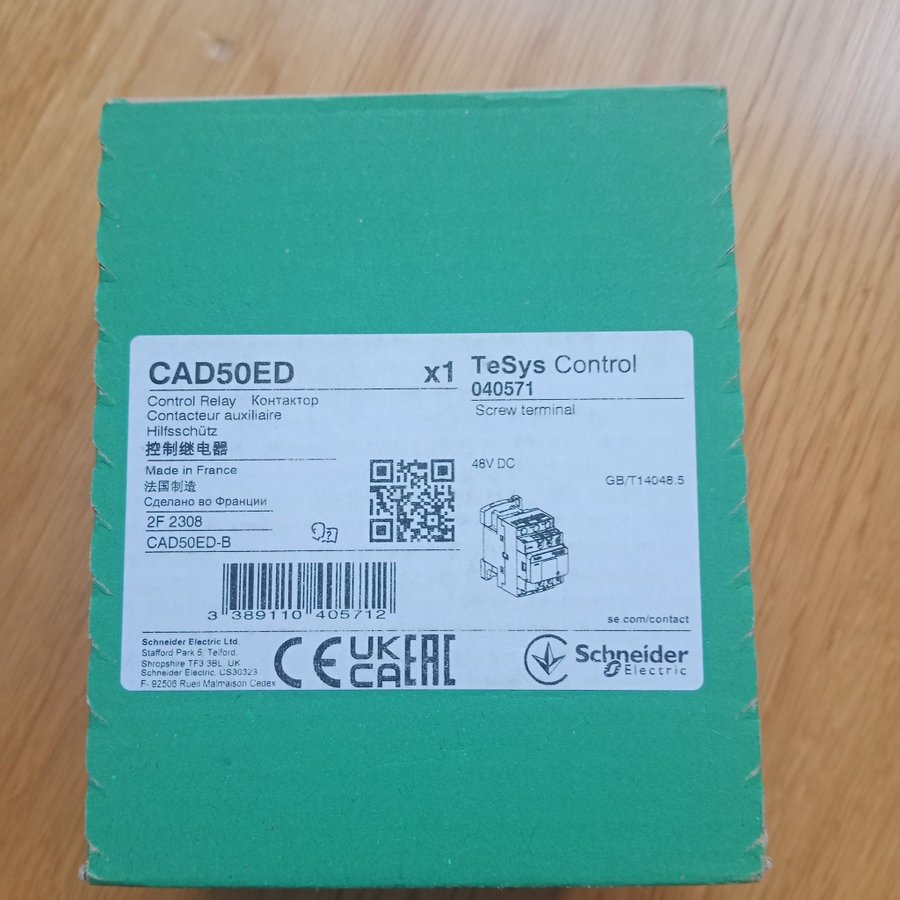 CAD50ED x1
Control Relay Контактор
Contacteur auxiliaire
Hilfsschütz
控制继电器
Made in France
法国制造
Сделано во Франции
2F 2308
CAD50ED-B
3 389110 405712
TeSys Control
040571
Screw terminal
48V DC
GB/T14048.5
se.com/contact
Schneider Electric Ltd.
Stafford Park 5, Telford,
Shropshire TF3 3BL, UK
Schneider Electric. CS30323
F- 92506 Rueil Malmaison Cedex
CE UK CA EAC
Schneider
Electric